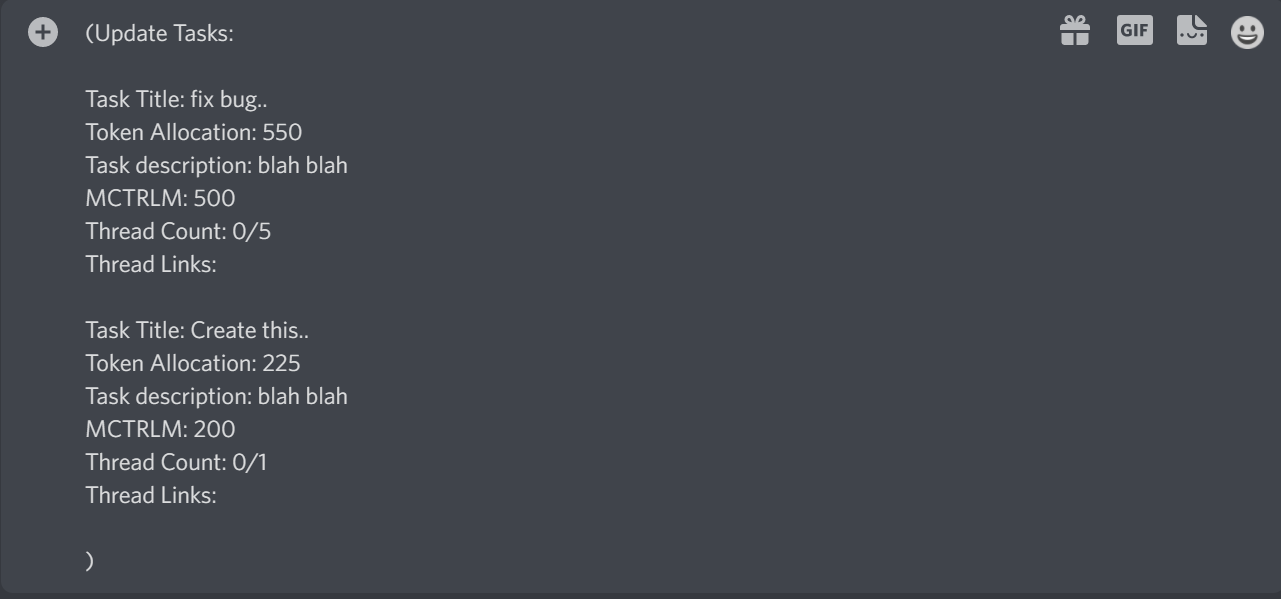 (Update Tasks:
GIF
Task Title: fix bug..
Token Allocation: 550
Task description: blah blah
MCTRLM: 500
Thread Count: 0/5
Thread Links:
Task Title: Create this..
Token Allocation: 225
Task description: blah blah
MCTRLM: 200
Thread Count: 0/1
Thread Links:
)